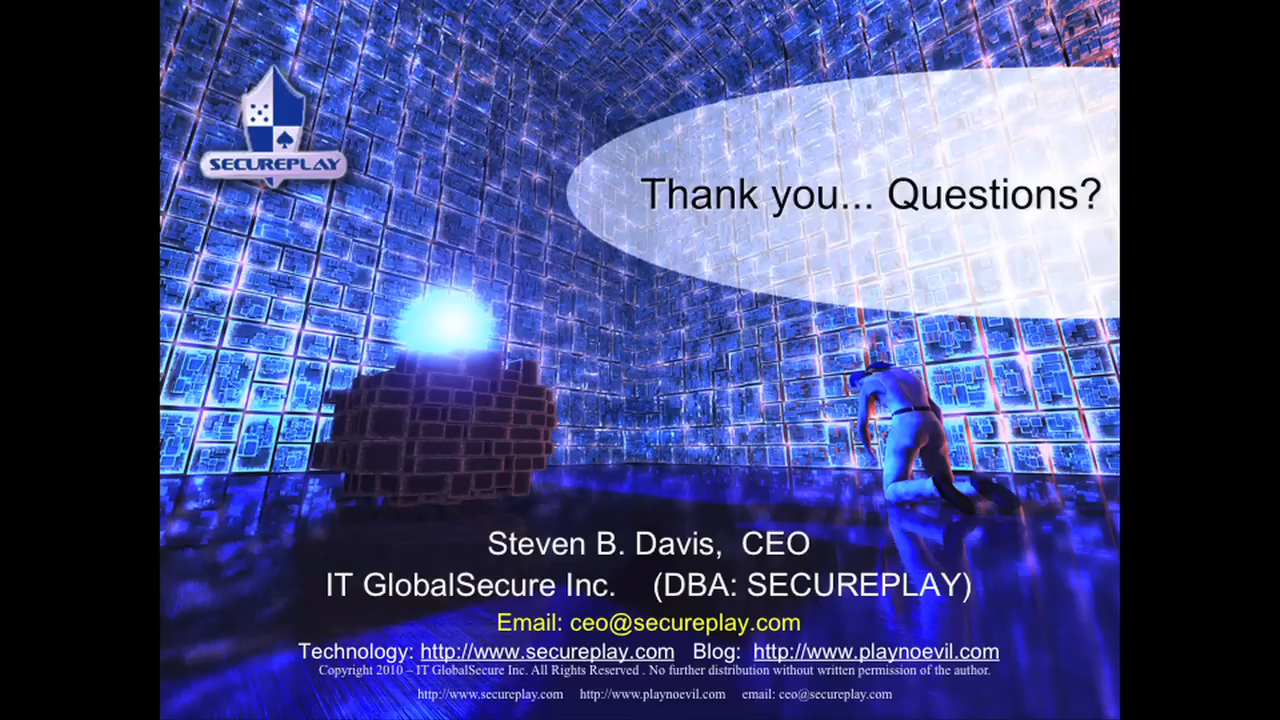 SECUREPLAY
Thank you... Questions?
Steven B. Davis, CEO
IT GlobalSecure Inc. (DBA: SECUREPLAY)
Email: ceo@secureplay.com
Technology: http://www.secureplay.com Blog: http://www.playnoevil.com
Copyright 2010 – IT GlobalSecure Inc. All Rights Reserved . No further distribution without written permission of the author.
http://www.secureplay.com http://www.playnoevil.com email: ceo@secureplay.com